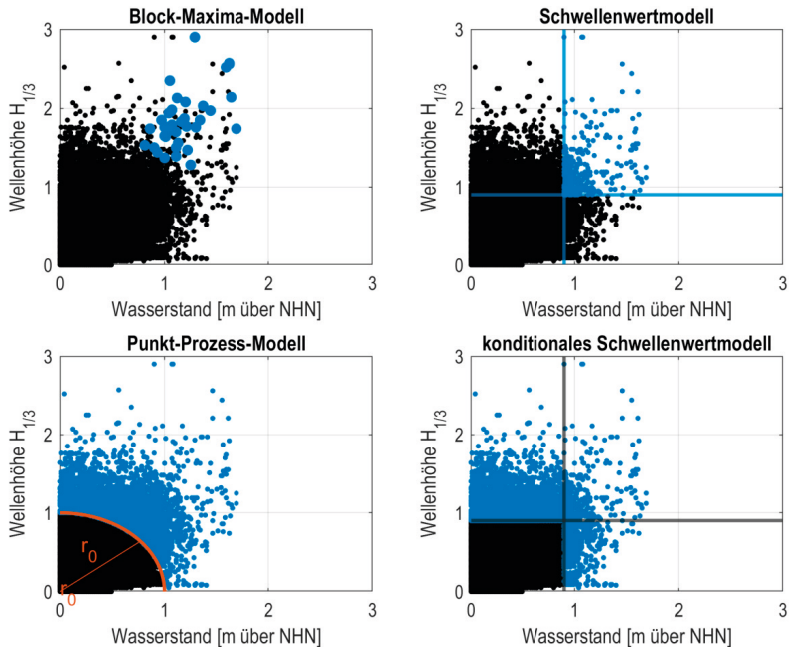 Block-Maxima-Modell
Schwellenwertmodell
3
2
1
0
Wellenhöhe H1/3
0
1
2
3
Wasserstand [m über NHN]
3
2
1
0
Wellenhöhe H1/3
0
1
2
3
Wasserstand [m über NHN]
Punkt-Prozess-Modell
konditionales Schwellenwertmodell
3
2
1
0
Wellenhöhe H1/3
r0
r0
0
1
2
3
Wasserstand [m über NHN]
3
2
1
0
Wellenhöhe H1/3
0
1
2
3
Wasserstand [m über NHN]